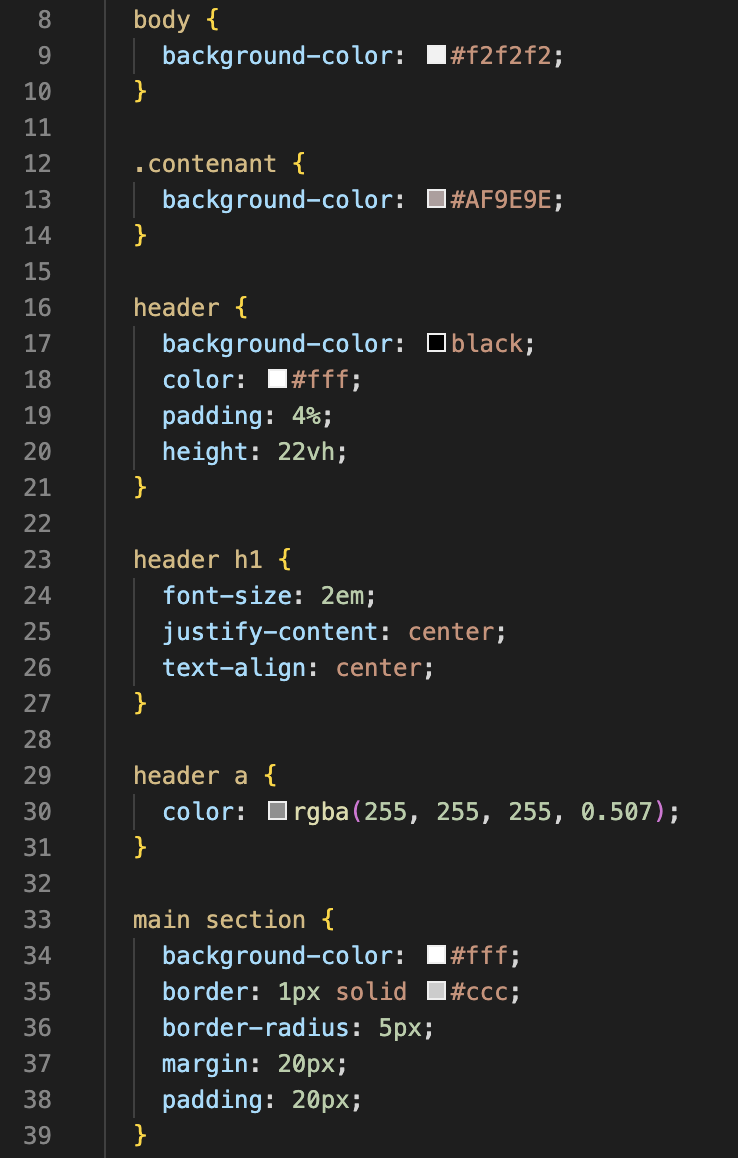 8 body {
9 background-color: #f2f2f2;
10 }
11
12 .contenant {
13 background-color: #AF9E9E;
14 }
15
16 header {
17 background-color: black;
18 color: #fff;
19 padding: 4%;
20 height: 22vh;
21 }
22
23 header h1 {
24 font-size: 2em;
25 justify-content: center;
26 text-align: center;
27 }
28
29 header a {
30 color: rgba(255, 255, 255, 0.507);
31 }
32
33 main section {
34 background-color: #fff;
35 border: 1px solid #ccc;
36 border-radius: 5px;
37 margin: 20px;
38 padding: 20px;
39 }